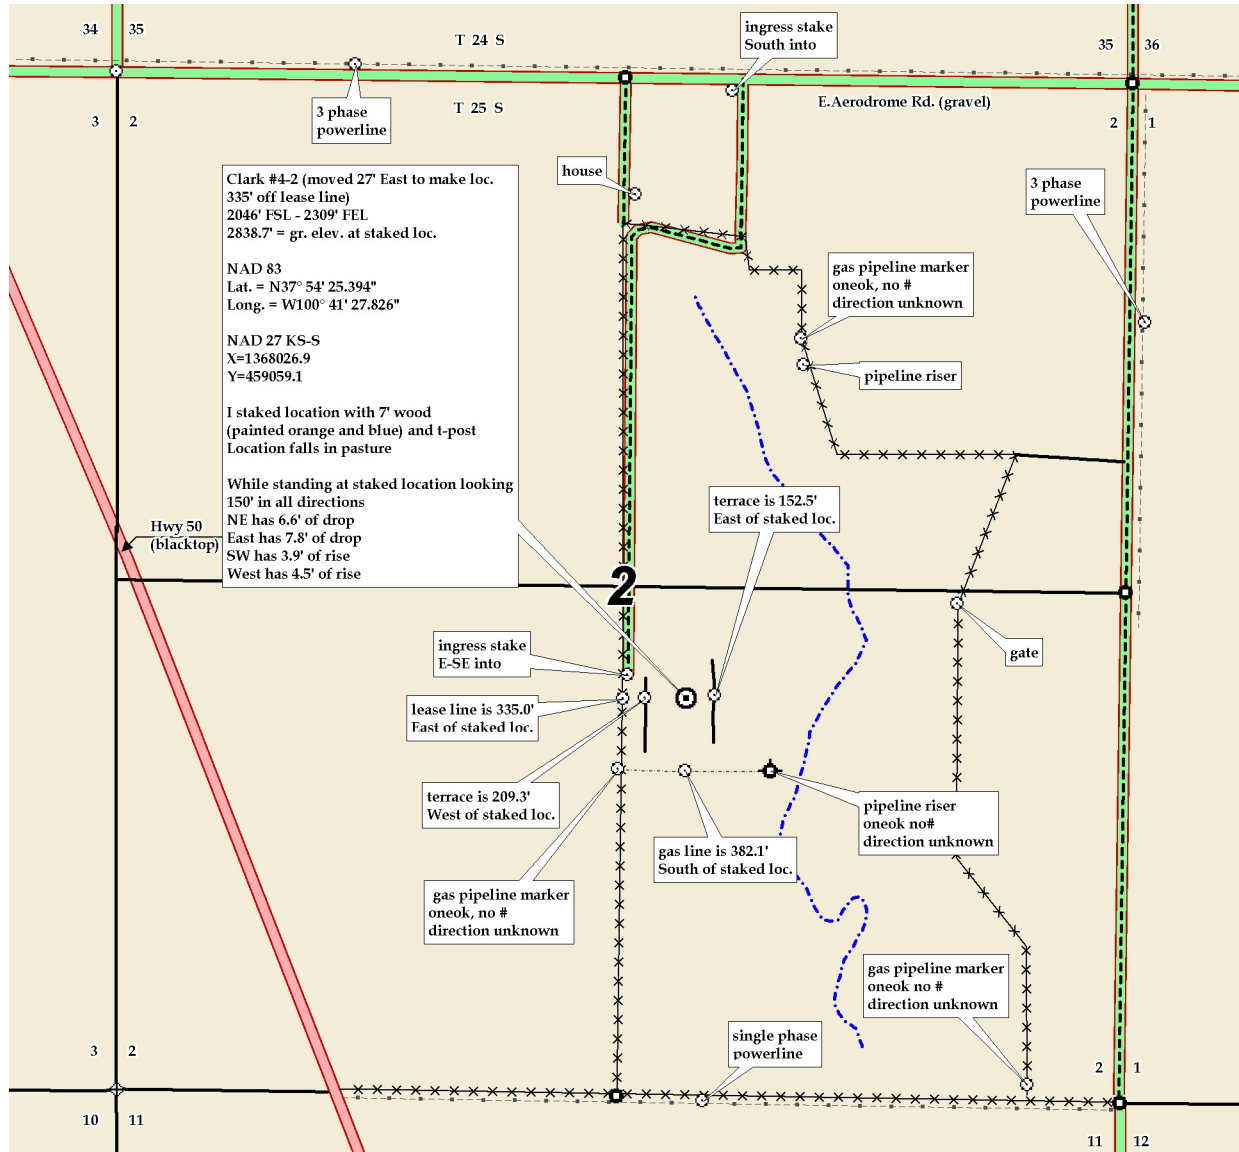 34 35
T 24 S
ingress stake
South into
35 36
3 phase
powerline
T 25 S
E.Aerodrome Rd. (gravel)
3 2
2 1
Clark #4-2 (moved 27' East to make loc.
335' off lease line)
2046' FSL - 2309' FEL
2838.7' = gr. elev. at staked loc.
NAD 83
Lat. = N37° 54' 25.394"
Long. = W100° 41' 27.826"
NAD 27 KS-S
X=1368026.9
Y=459059.1
I staked location with 7' wood
(painted orange and blue) and t-post
Location falls in pasture
While standing at staked location looking
150' in all directions
NE has 6.6' of drop
East has 7.8' of drop
SW has 3.9' of rise
West has 4.5' of rise
house
3 phase
powerline
gas pipeline marker
oneok, no #
direction unknown
pipeline riser
terrace is 152.5'
East of staked loc.
Hwy 50
(blacktop)
2
ingress stake
E-SE into
gate
lease line is 335.0'
East of staked loc.
terrace is 209.3'
West of staked loc.
pipeline riser
oneok no#
direction unknown
gas line is 382.1'
South of staked loc.
gas pipeline marker
oneok, no #
direction unknown
gas pipeline marker
oneok no #
direction unknown
single phase
powerline
3 2
2 1
10 11
11 12